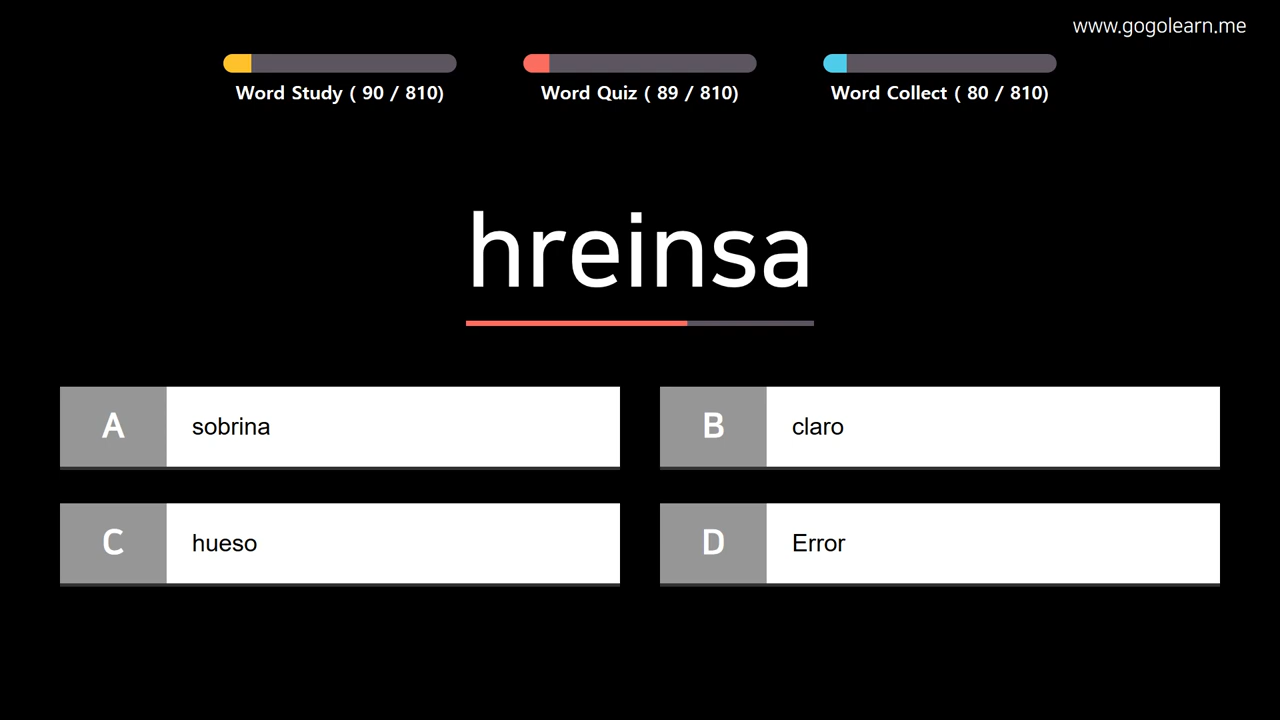 www.gogolearn.me
Word Study ( 90 / 810)
Word Quiz ( 89 / 810)
Word Collect ( 80 / 810)
hreinsa
A sobrina
B claro
C hueso
D Error